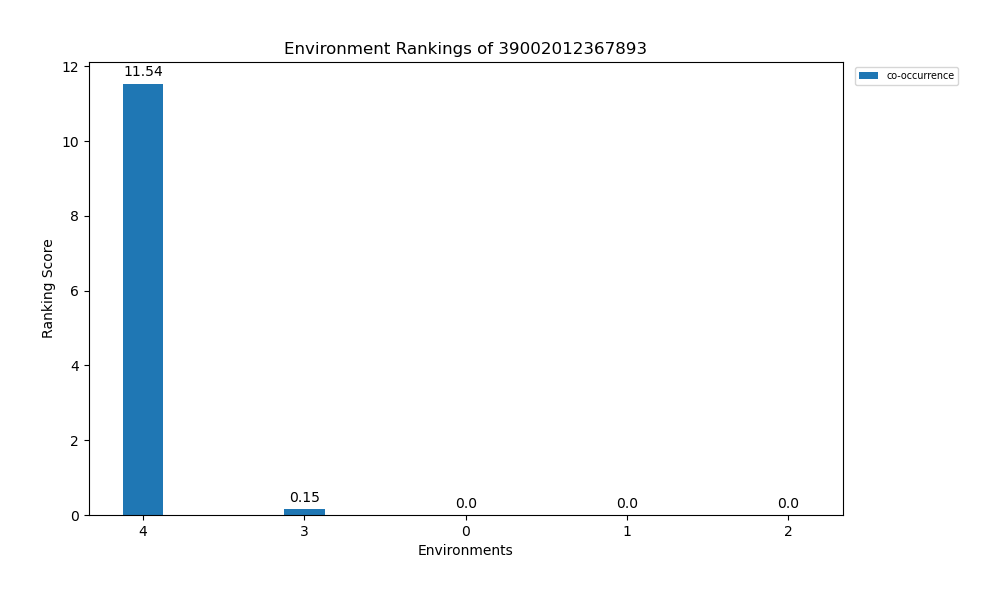 Environment Rankings of 39002012367893
co-occurrence
Ranking Score
12
10
8
6
4
2
0
11.54
0.15
0.0
0.0
0.0
4 3 0 1 2
Environments